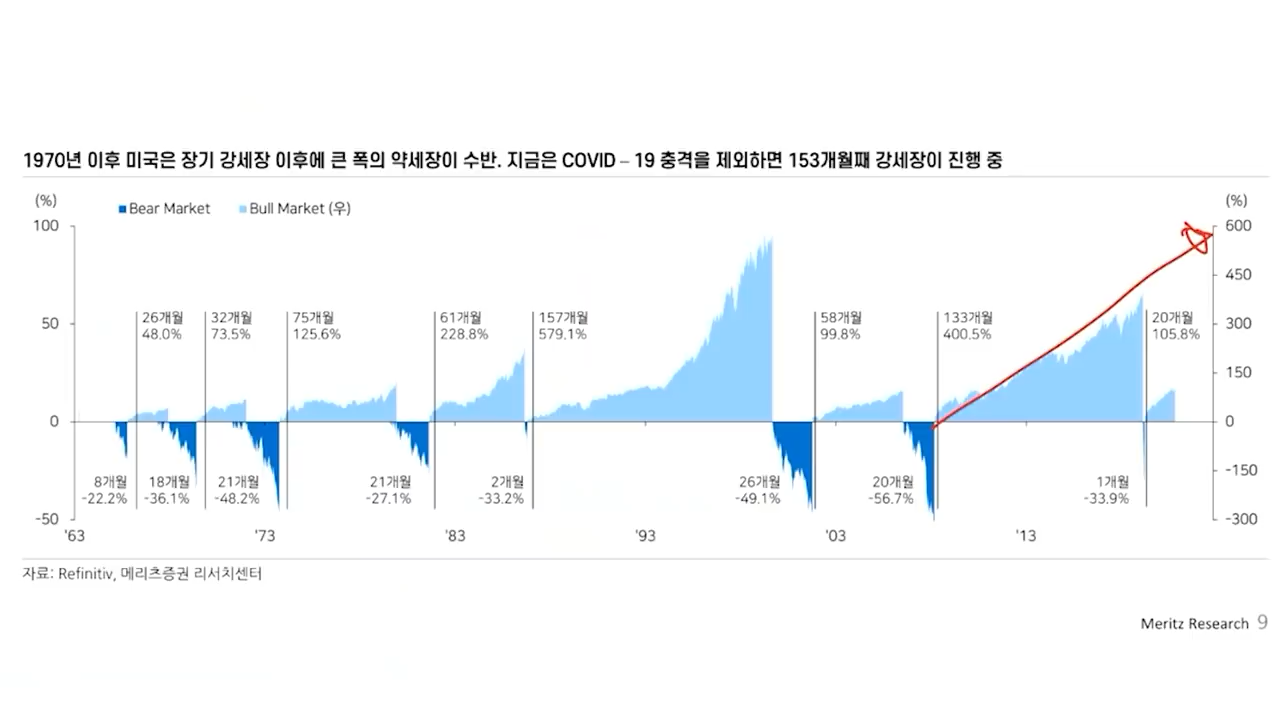 1970년 이후 미국은 장기 강세장 이후에 큰 폭의 약세장이 수반. 지금은 COVID – 19 충격을 제외하면 153개월째 강세장이 진행 중
(%)
Bear Market
Bull Market (우)
(%)
100
50
0
-50
600
450
300
150
0
-150
-300
26개월
48.0%
32개월
73.5%
75개월
125.6%
61개월
228.8%
157개월
579.1%
58개월
99.8%
133개월
400.5%
20개월
105.8%
8개월
-22.2%
18개월
-36.1%
21개월
-48.2%
21개월
-27.1%
2개월
-33.2%
26개월
-49.1%
20개월
-56.7%
1개월
-33.9%
'63
'73
'83
'93
'03
'13
자료: Refinitiv, 메리츠증권 리서치센터
Meritz Research 9